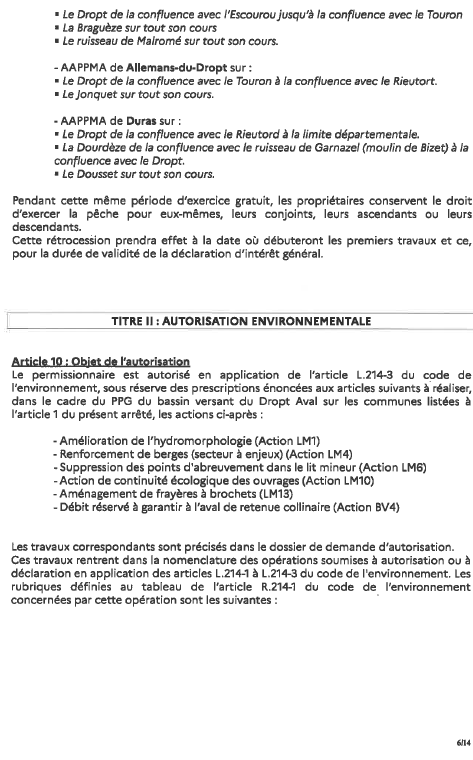 ▪ Le Dropt de la confluence avec l'Escourou jusqu'à la confluence avec le Touron
▪ La Braguèze sur tout son cours
▪ Le ruisseau de Malromé sur tout son cours.
- AAPPMA de Allemans-du-Dropt sur :
▪ Le Dropt de la confluence avec le Touron à la confluence avec le Rieutort.
▪ Le Jonquet sur tout son cours.
- AAPPMA de Duras sur :
▪ Le Dropt de la confluence avec le Rieutord à la limite départementale.
▪ La Dourdèze de la confluence avec le ruisseau de Garnazel (moulin de Bizet) à la
confluence avec le Dropt.
▪ Le Dousset sur tout son cours.
Pendant cette même période d'exercice gratuit, les propriétaires conservent le droit
d'exercer la pêche pour eux-mêmes, leurs conjoints, leurs ascendants ou leurs
descendants.
Cette rétrocession prendra effet à la date où débuteront les premiers travaux et ce,
pour la durée de validité de la déclaration d'intérêt général.
TITRE II : AUTORISATION ENVIRONNEMENTALE
Article 10 : Objet de l'autorisation
Le permissionnaire est autorisé en application de l'article L.214-3 du code de
l'environnement, sous réserve des prescriptions énoncées aux articles suivants à réaliser,
dans le cadre du PPG du bassin versant du Dropt Aval sur les communes listées à
l'article 1 du présent arrêté, les actions ci-après :
- Amélioration de l'hydromorphologie (Action LM1)
- Renforcement de berges (secteur à enjeux) (Action LM4)
- Suppression des points d'abreuvement dans le lit mineur (Action LM6)
- Action de continuité écologique des ouvrages (Action LM10)
- Aménagement de frayères à brochets (LM13)
- Débit réservé à garantir à l'aval de retenue collinaire (Action BV4)
Les travaux correspondants sont précisés dans le dossier de demande d'autorisation.
Ces travaux rentrent dans la nomenclature des opérations soumises à autorisation ou à
déclaration en application des articles L.214-1 à L.214-3 du code de l'environnement. Les
rubriques définies au tableau de l'article R.214-1 du code de l'environnement
concernées par cette opération sont les suivantes :
6/14